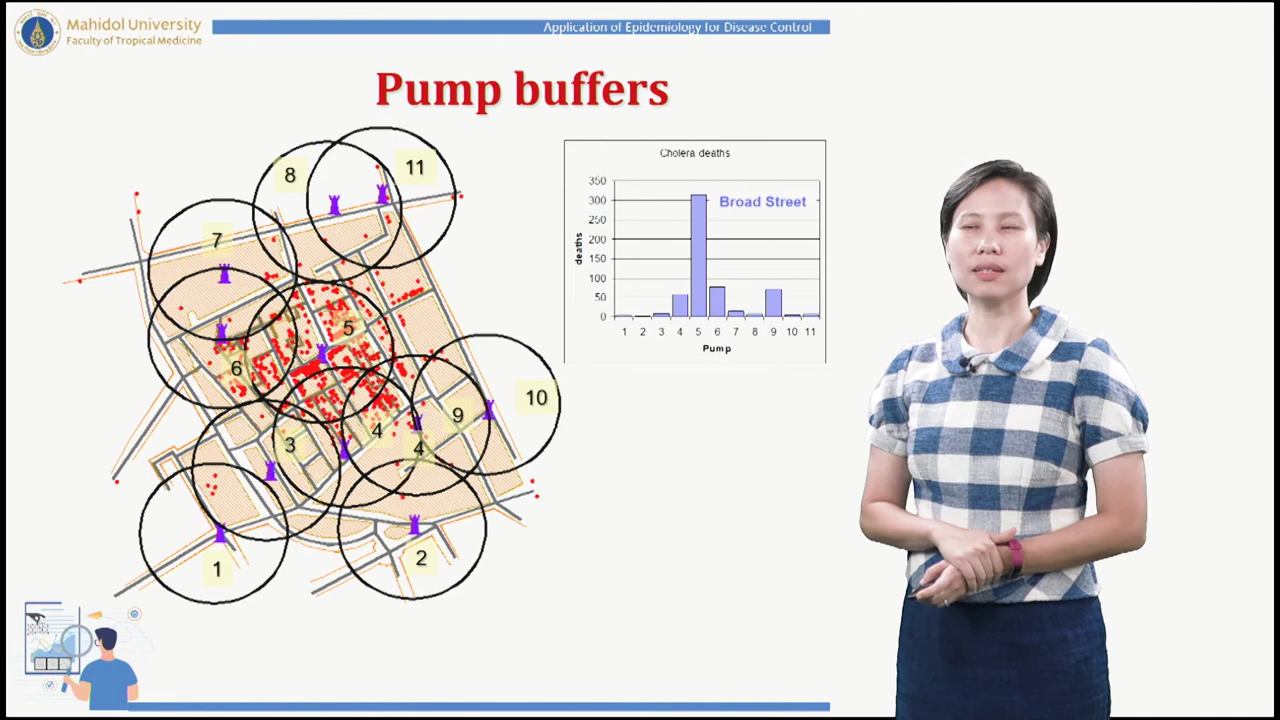 Mahidol University
Faculty of Tropical Medicine
Application of Epidemiology for Disease Control
Pump buffers
8
11
7
5
6
10
9
4
3
4
2
1
Cholera deaths
350
300
250
200
150
100
50
0
Broad Street
deaths
1 2 3 4 5 6 7 8 9 10 11
Pump